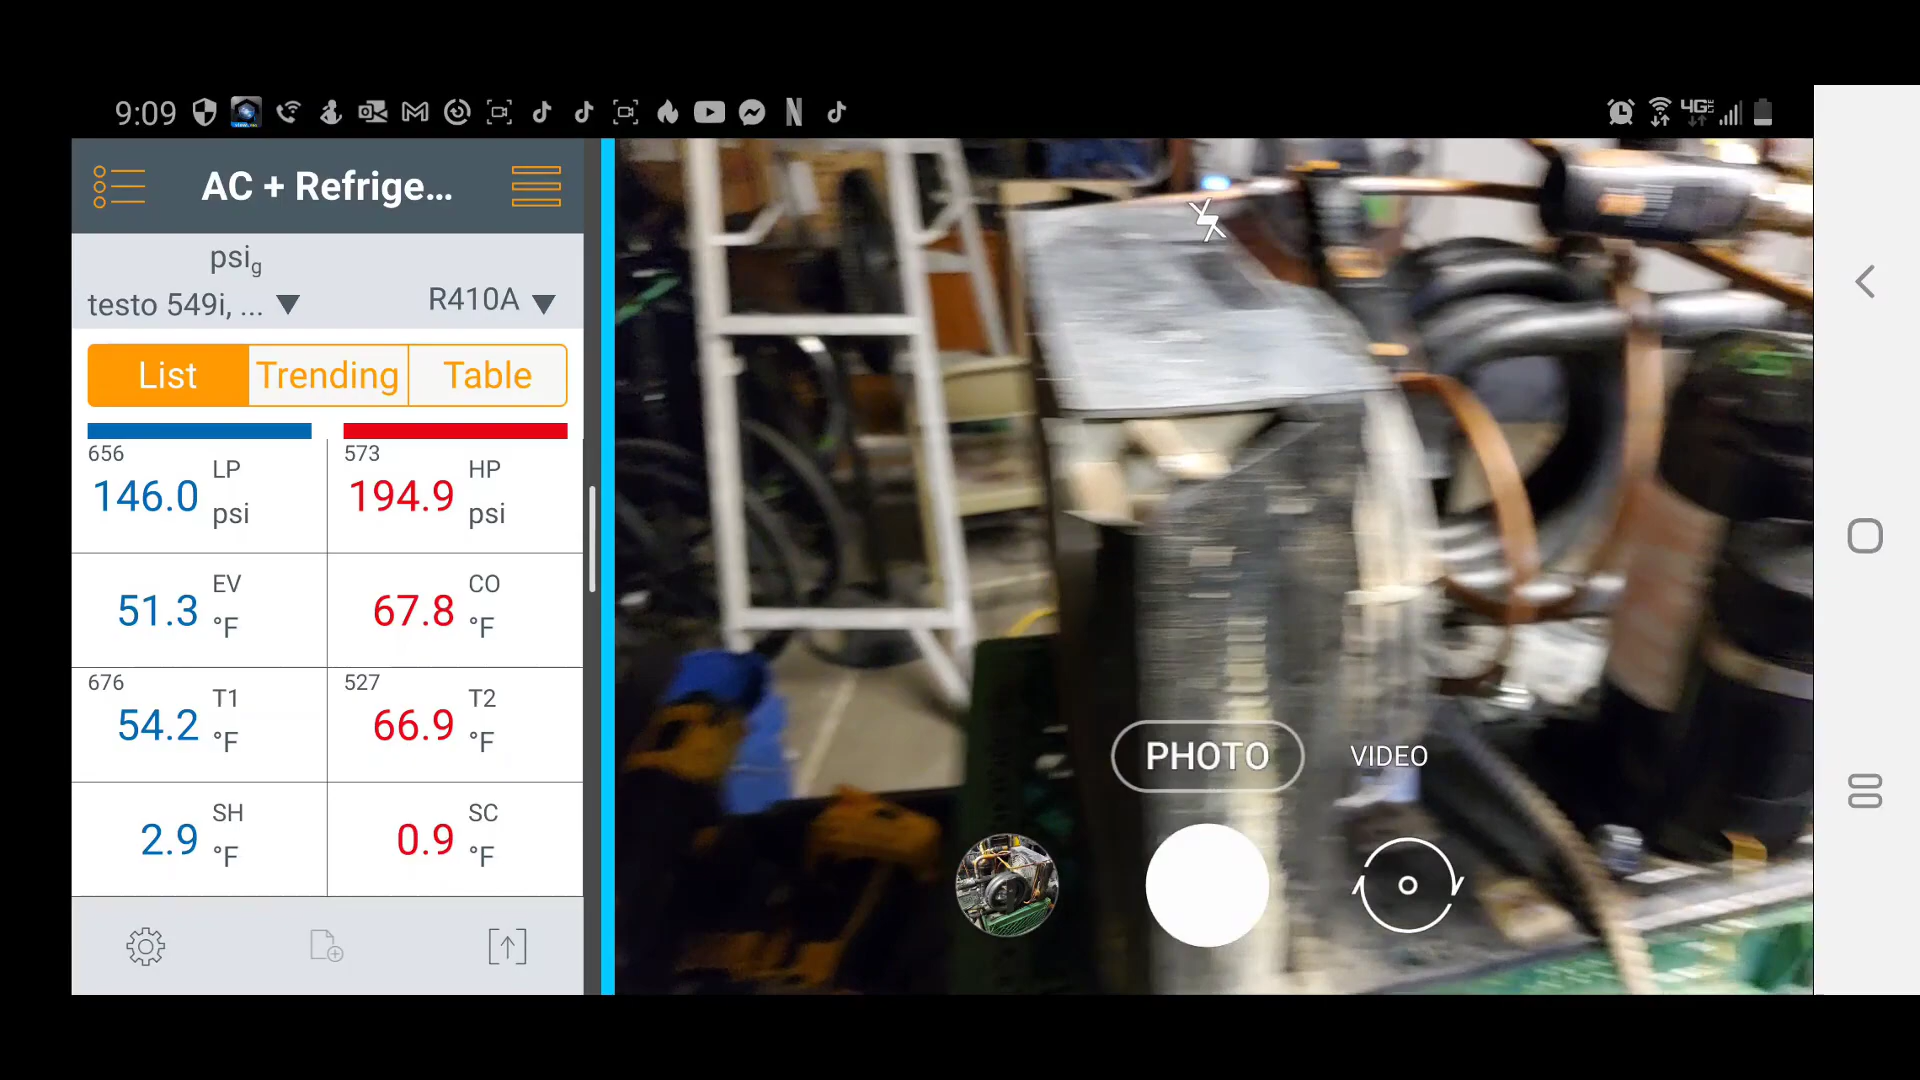 9:09
4G
AC + Refrige...
psig
testo 549i, ...
R410A
List
Trending
Table
656
146.0
LP
psi
573
194.9
HP
psi
51.3
EV
°F
67.8
CO
°F
676
54.2
T1
°F
527
66.9
T2
°F
2.9
SH
°F
0.9
SC
°F
PHOTO
VIDEO